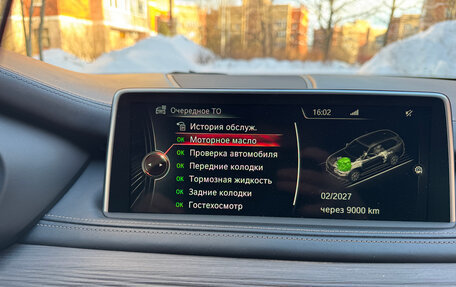 Очередное ТО
16:02
История обслуж.
OK Моторное масло
OK Проверка автомобиля
OK Передние колодки
OK Тормозная жидкость
OK Задние колодки
OK Гостехосмотр
02/2027
через 9000 km